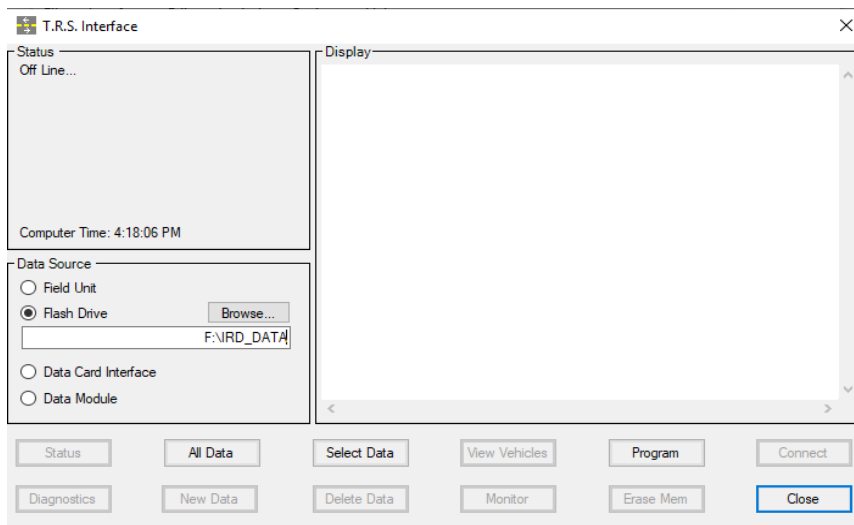 T.R.S. Interface
Status
Off Line...
Computer Time: 4:18:06 PM
Data Source
Field Unit
Flash Drive
Browse...
F:\IRD_DATA
Data Card Interface
Data Module
Display
Status
All Data
Select Data
View Vehicles
Program
Connect
Diagnostics
New Data
Delete Data
Monitor
Erase Mem
Close